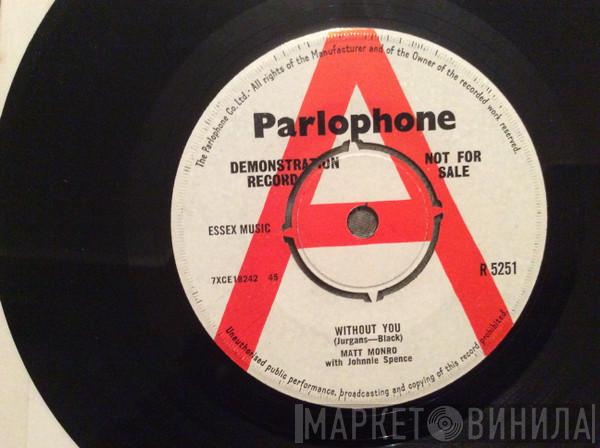 The Parlophone Co. Ltd.- All rights of the Manufacturer and of the Owner of the recorded work reserved.
Parlophone
DEMONSTRATION
RECORD
NOT FOR
SALE
ESSEX MUSIC
7XCE18242 45
R 5251
WITHOUT YOU
(Jurgans—Black)
MATT MONRO
with Johnnie Spence
Unauthorised public performance, broadcasting and copying of this record prohibited.
МАРКЕТ ВИНИЛА